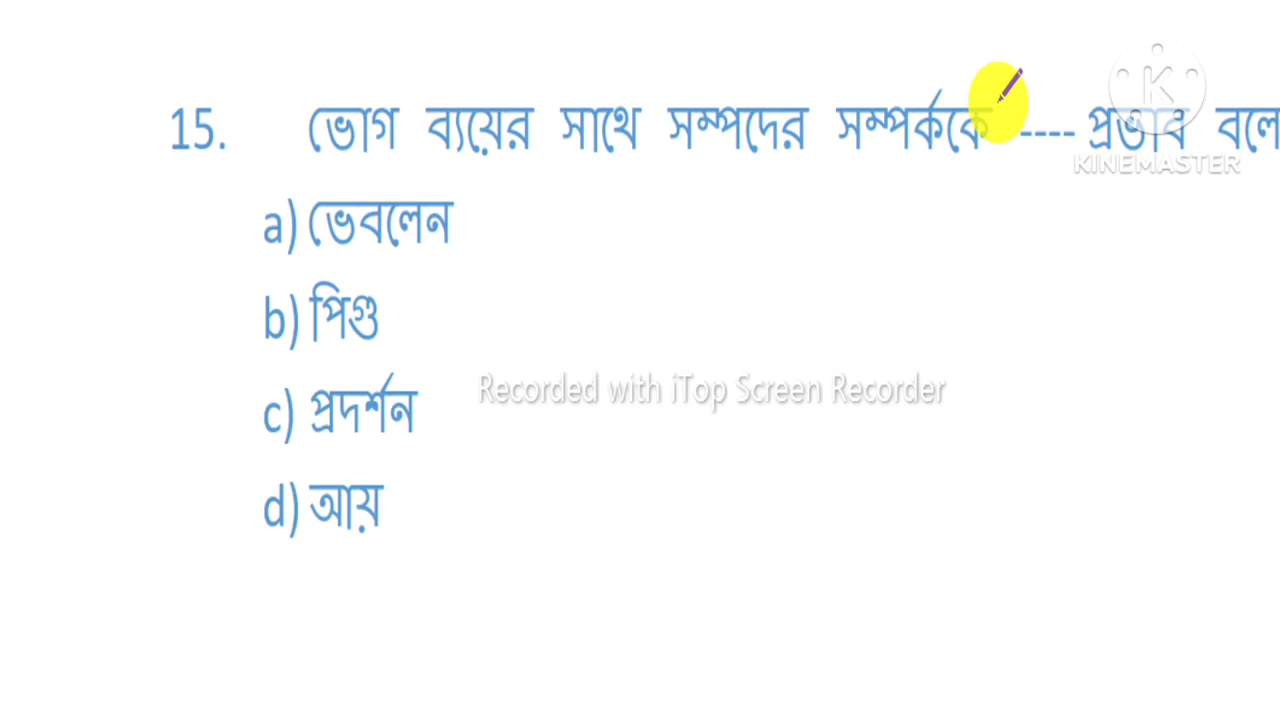 15. ভোগ ব্যয়ের সাথে সম্পদের সম্পর্ককে ---- প্রভাব বলে
KINEMASTER
a) ভেবলেন
b) পিগু
c) প্রদর্শন
Recorded with iTop Screen Recorder
d) আয়